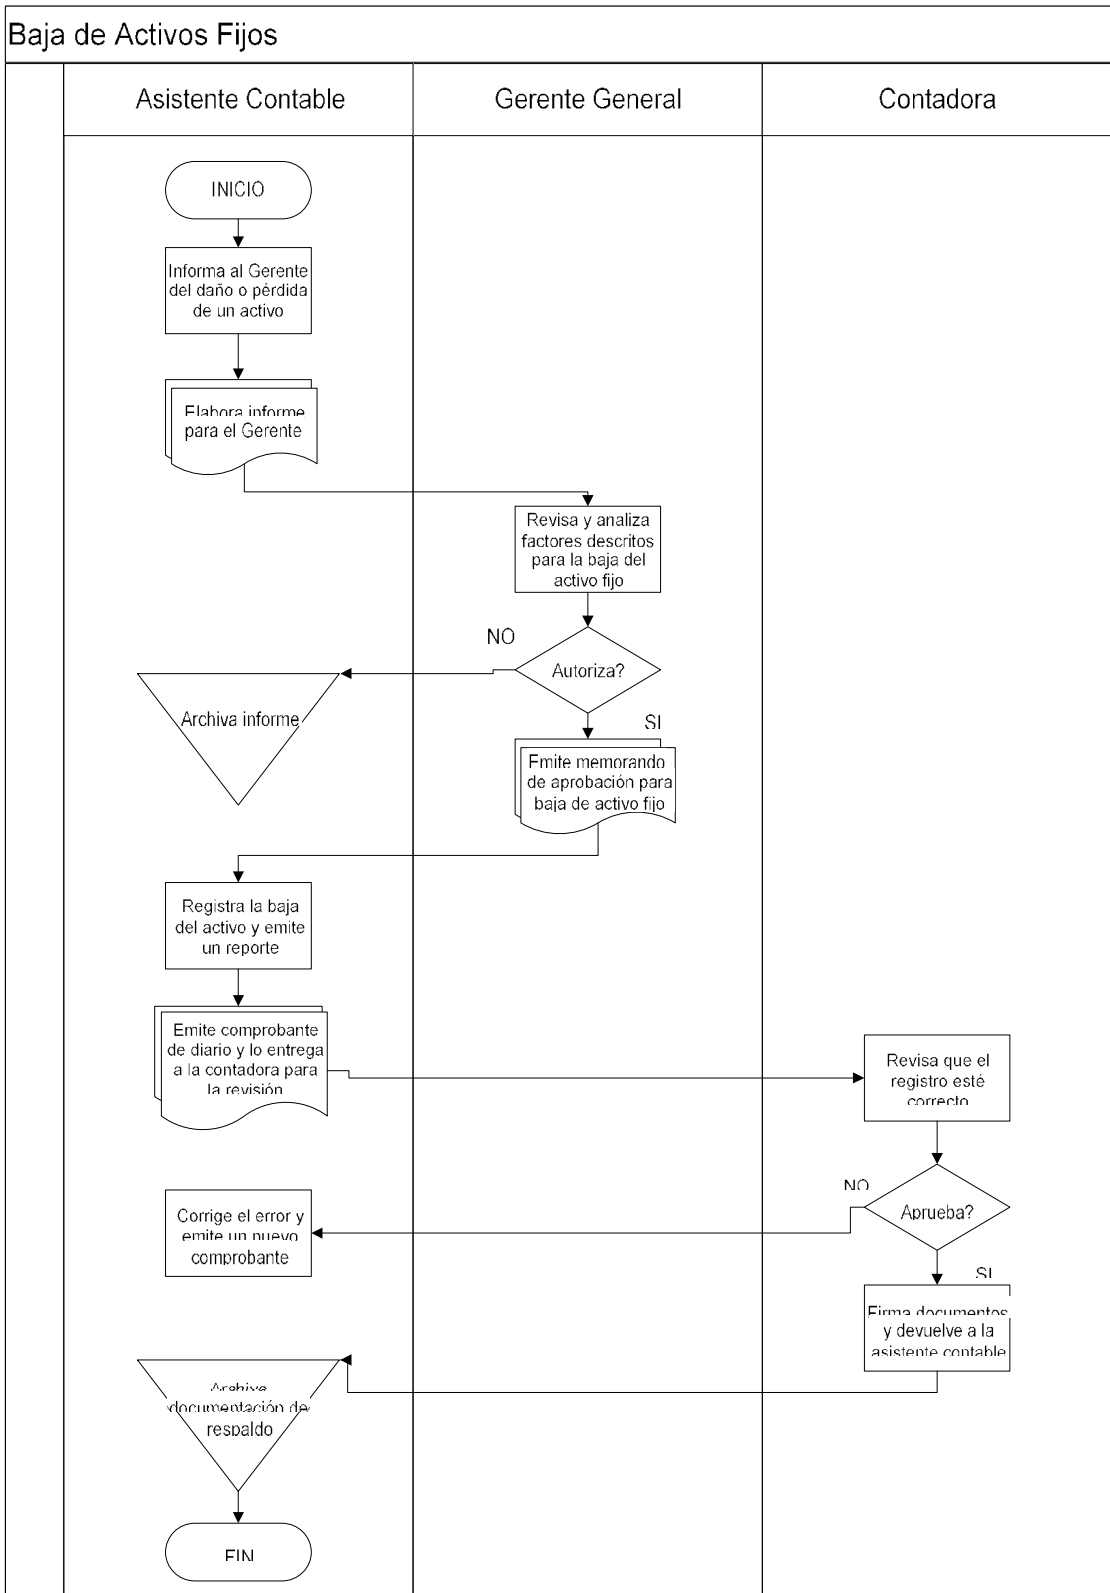 Baja de Activos Fijos
Asistente Contable
Gerente General
Contadora
INICIO
Informa al Gerente
del daño o pérdida
de un activo
Elabora informe
para el Gerente
Revisa y analiza
factores descritos
para la baja del
activo fijo
NO
Autoriza?
Archiva informe
SI
Emite memorando
de aprobación para
baja de activo fijo
Registra la baja
del activo y emite
un reporte
Emite comprobante
de diario y lo entrega
a la contadora para
la revisión
Revisa que el
registro esté
correcto
NO
Aprueba?
Corrige el error y
emite un nuevo
comprobante
SI
Firma documentos
y devuelve a la
asistente contable
Archiva
documentación de
respaldo
FIN